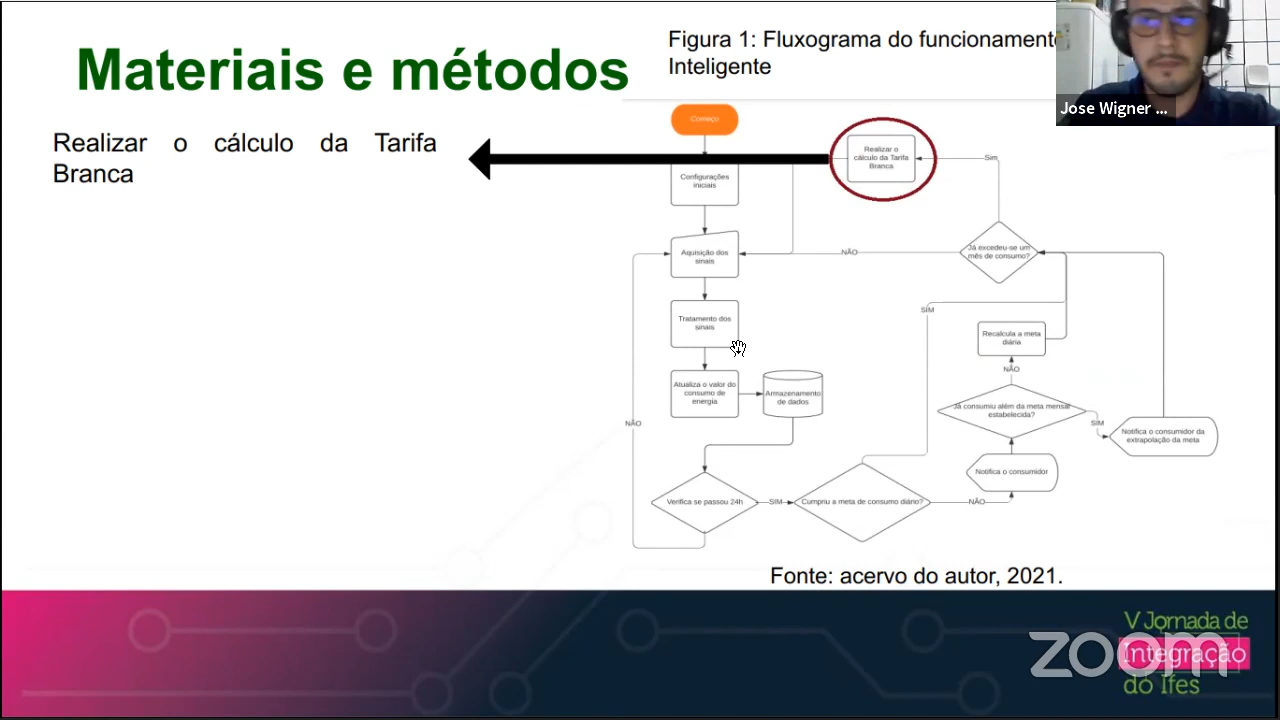 Materiais e métodos
Figura 1: Fluxograma do funcionament
Inteligente
Jose Wigner ...
Realizar o cálculo da Tarifa
Branca
Começo
Realizar o
cálculo da Tarifa
Branca
Sim
Configurações
iniciais
Aquisição dos
sinais
NÃO
Já excedeu-se um
mês de consumo?
Tratamento dos
sinais
SIM
Recalcula a meta
diária
NÃO
Atualiza o valor do
consumo de
energia
Armazenamento
de dados
Já consumiu além da meta mensal
estabelecida?
SIM
Notifica o consumidor da
extrapolação da meta
NÃO
Notifica o consumidor
Verifica se passou 24h
SIM
Cumpriu a meta de consumo diário?
NÃO
Fonte: acervo do autor, 2021.
V Jornada de
Integração
do Ifes
zoom